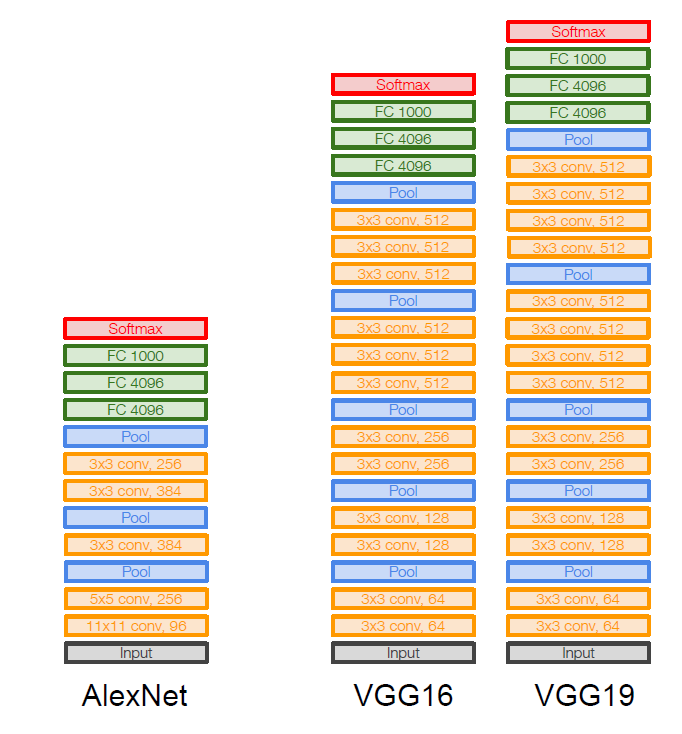 Softmax
FC 1000
FC 4096
FC 4096
Pool
3x3 conv, 256
3x3 conv, 384
Pool
3x3 conv, 384
Pool
5x5 conv, 256
11x11 conv, 96
Input
AlexNet
Softmax
FC 1000
FC 4096
FC 4096
Pool
3x3 conv, 512
3x3 conv, 512
3x3 conv, 512
Pool
3x3 conv, 512
3x3 conv, 512
3x3 conv, 512
Pool
3x3 conv, 256
3x3 conv, 256
Pool
3x3 conv, 128
3x3 conv, 128
Pool
3x3 conv, 64
3x3 conv, 64
Input
VGG16
Softmax
FC 1000
FC 4096
FC 4096
Pool
3x3 conv, 512
3x3 conv, 512
3x3 conv, 512
3x3 conv, 512
Pool
3x3 conv, 512
3x3 conv, 512
3x3 conv, 512
3x3 conv, 512
Pool
3x3 conv, 256
3x3 conv, 256
Pool
3x3 conv, 128
3x3 conv, 128
Pool
3x3 conv, 64
3x3 conv, 64
Input
VGG19